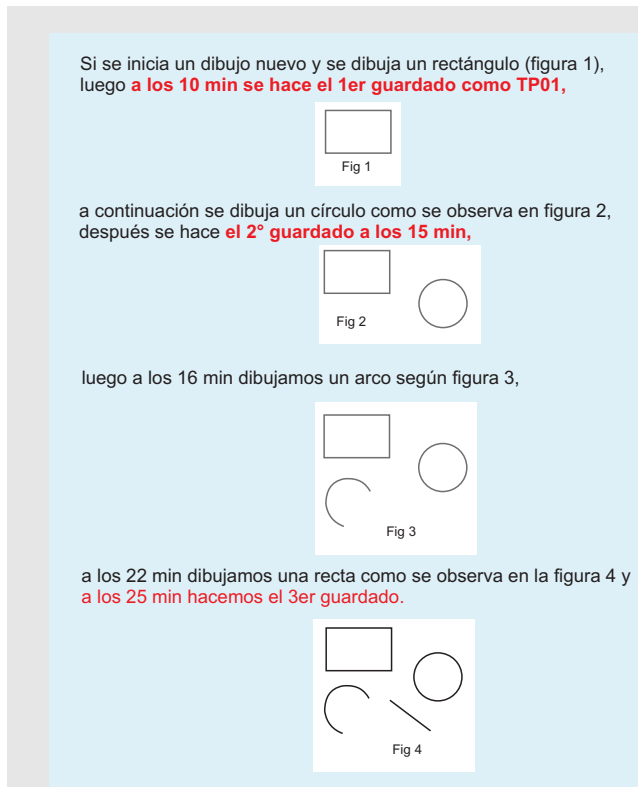 Si se inicia un dibujo nuevo y se dibuja un rectángulo (figura 1),
luego a los 10 min se hace el 1er guardado como TP01,
Fig 1
a continuación se dibuja un círculo como se observa en figura 2,
después se hace el 2° guardado a los 15 min,
Fig 2
luego a los 16 min dibujamos un arco según figura 3,
Fig 3
a los 22 min dibujamos una recta como se observa en la figura 4 y
a los 25 min hacemos el 3er guardado.
Fig 4